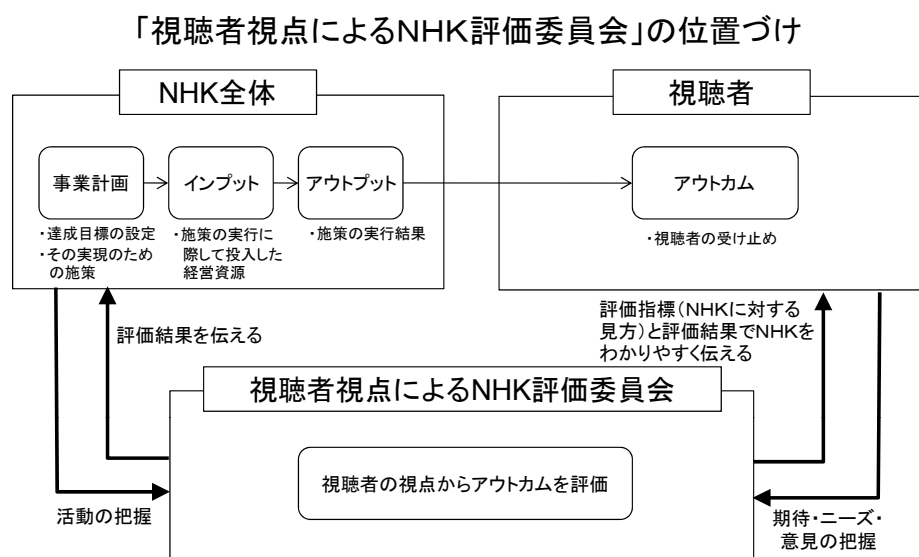 「視聴者視点によるNHK評価委員会」の位置づけ
NHK全体
視聴者
事業計画
インプット
アウトプット
アウトカム
・達成目標の設定
・その実現のため
の施策
・施策の実行に
際して投入した
経営資源
・施策の実行結果
・視聴者の受け止め
評価結果を伝える
評価指標(NHKに対する
見方)と評価結果でNHKを
わかりやすく伝える
視聴者視点によるNHK評価委員会
視聴者の視点からアウトカムを評価
活動の把握
期待・ニーズ・
意見の把握